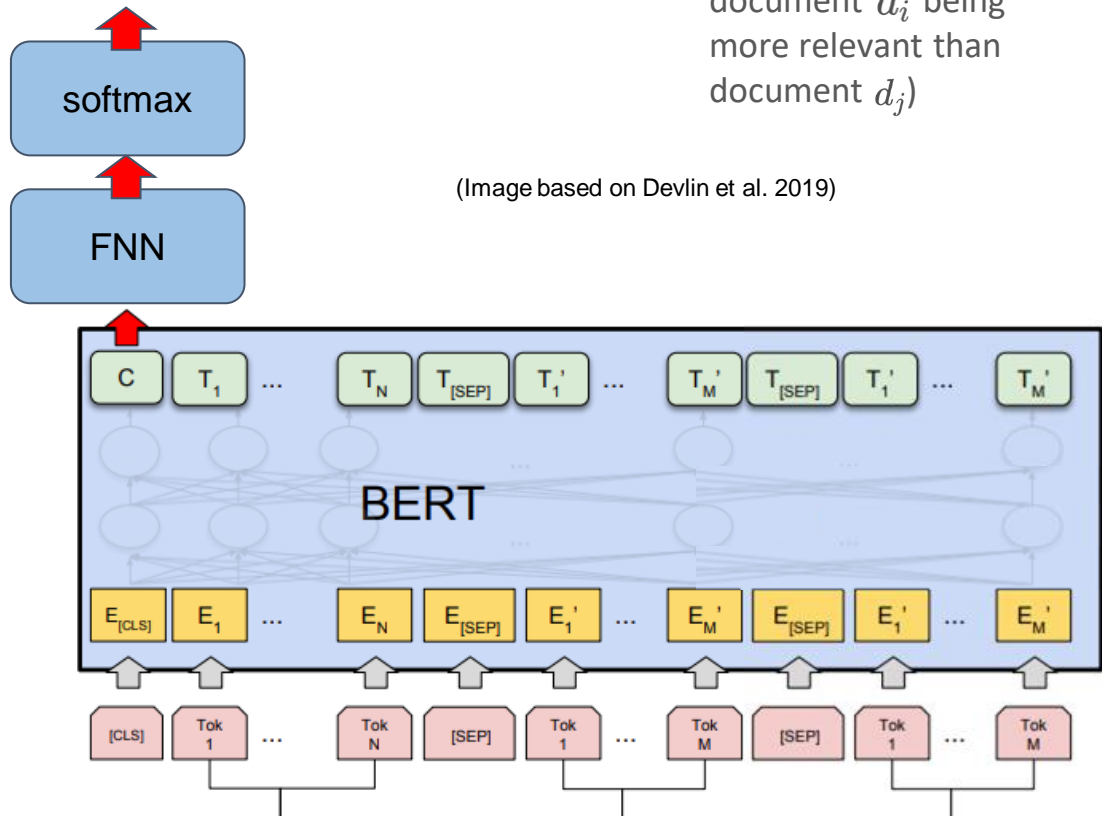 document d_i being
more relevant than
document d_j)
softmax
(Image based on Devlin et al. 2019)
FNN
C T_1 ... T_N T_[SEP] T_1' ... T_M' T_[SEP] T_1' ... T_M'
... ...
BERT
... ...
E_[CLS] E_1 ... E_N E_[SEP] E_1' ... E_M' E_[SEP] E_1' ... E_M'
[CLS] Tok 1 ... Tok N [SEP] Tok 1 ... Tok M [SEP] Tok 1 ... Tok M